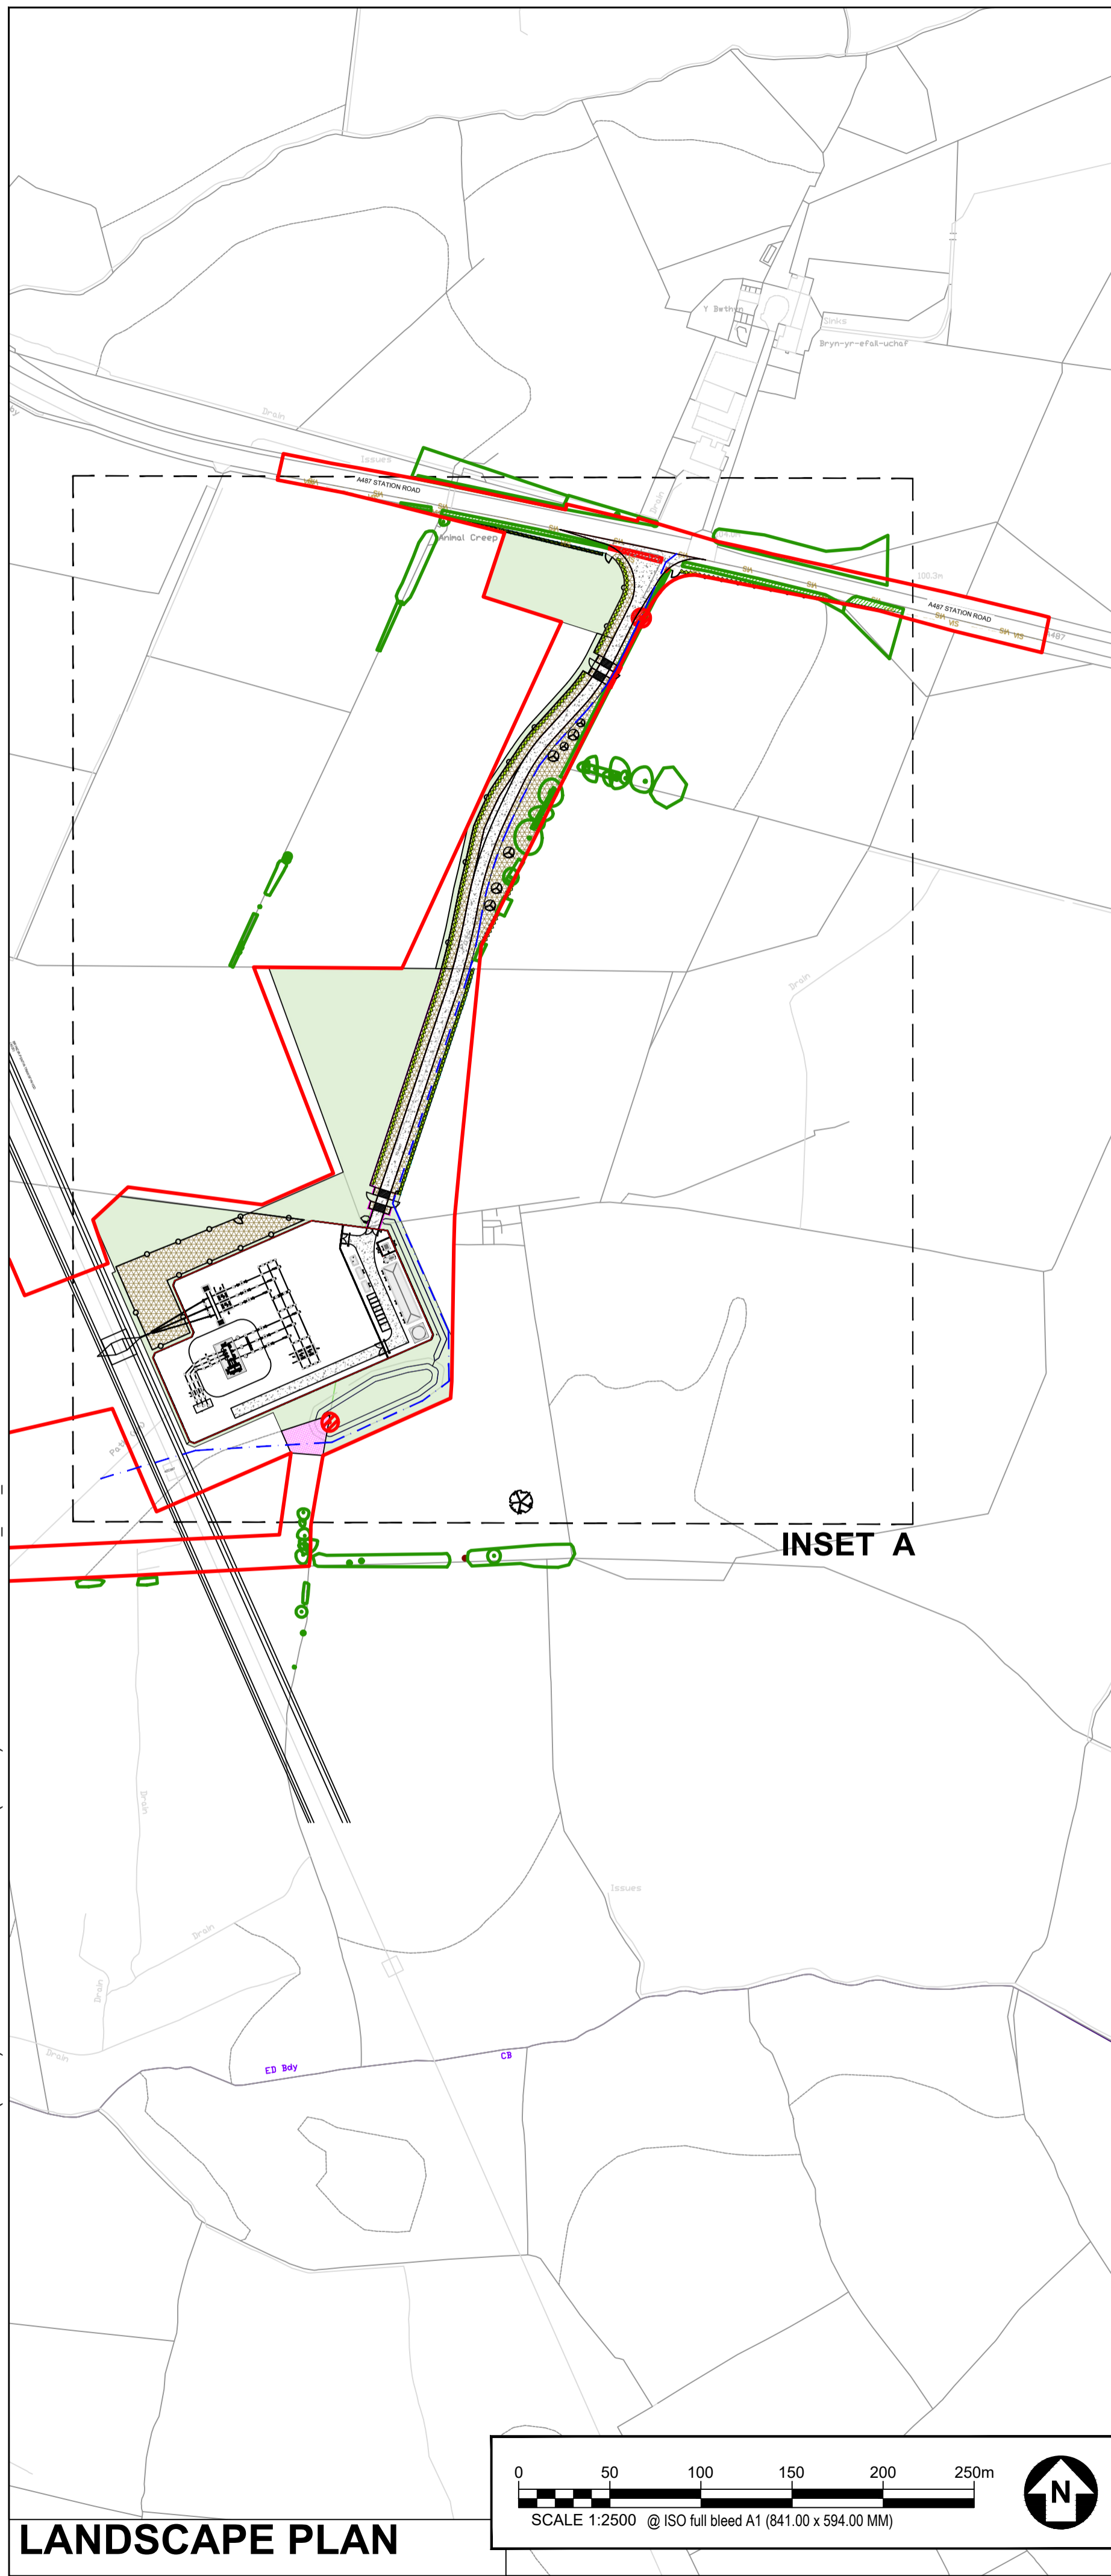 Y Bwthyn
Sinks
Bryn-yr-efail-uchaf
Drain
Issues
A487 STATION ROAD
Drain
Animal Creep
100.3m
A487 STATION ROAD
Drain
INSET A
Drain
Issues
Drain
Drain
Drain
ED Bdy
CB
0 50 100 150 200 250m
SCALE 1:2500 @ ISO full bleed A1 (841.00 x 594.00 MM)
N
LANDSCAPE PLAN